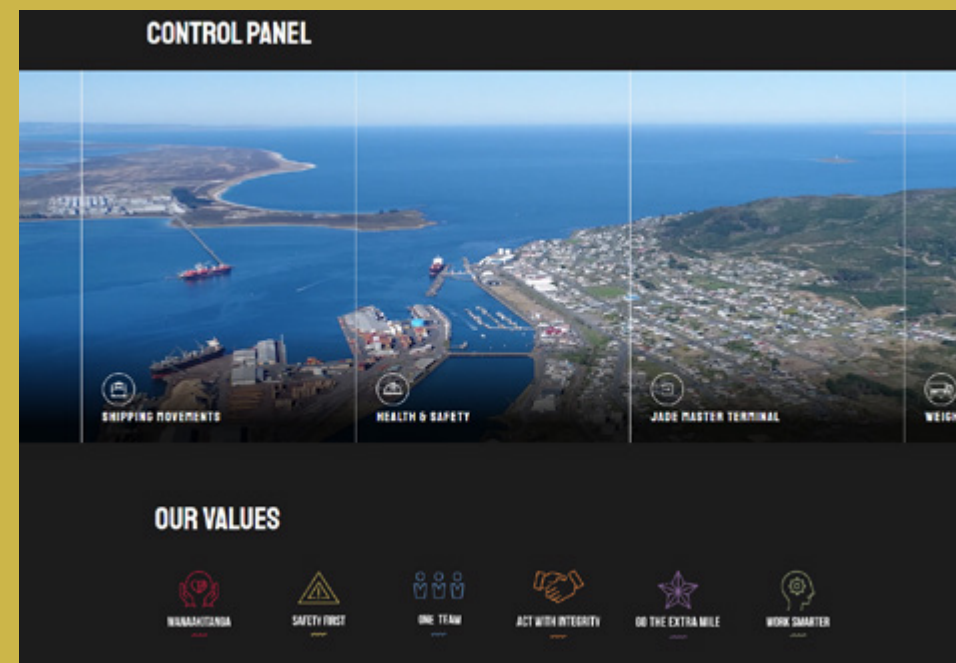 CONTROL PANEL
SHIPPING MOVEMENTS
HEALTH & SAFETY
JADE MASTER TERMINAL
WEIGH
OUR VALUES
MANAAKITANGA
SAFETY FIRST
ONE TEAM
ACT WITH INTEGRITY
GO THE EXTRA MILE
WORK SMARTER